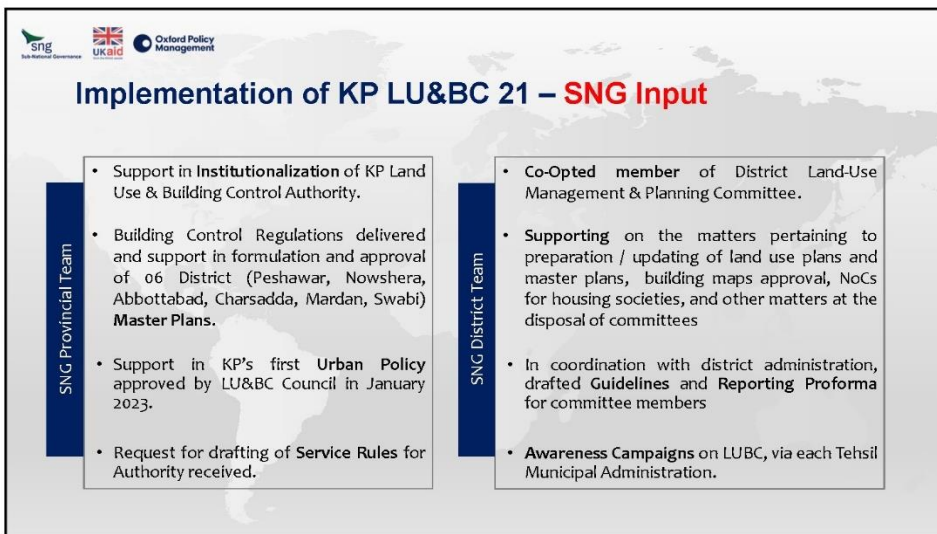 sng
Sub-National Governance
UKaid
Oxford Policy
Management
Implementation of KP LU&BC 21 – SNG Input
SNG Provincial Team
• Support in Institutionalization of KP Land
Use & Building Control Authority.
• Building Control Regulations delivered
and support in formulation and approval
of 06 District (Peshawar, Nowshera,
Abbottabad, Charsadda, Mardan, Swabi)
Master Plans.
• Support in KP's first Urban Policy
approved by LU&BC Council in January
2023.
• Request for drafting of Service Rules for
Authority received.
SNG District Team
• Co-Opted member of District Land-Use
Management & Planning Committee.
• Supporting on the matters pertaining to
preparation / updating of land use plans and
master plans, building maps approval, NoCs
for housing societies, and other matters at the
disposal of committees
• In coordination with district administration,
drafted Guidelines and Reporting Proforma
for committee members
• Awareness Campaigns on LUBC, via each Tehsil
Municipal Administration.